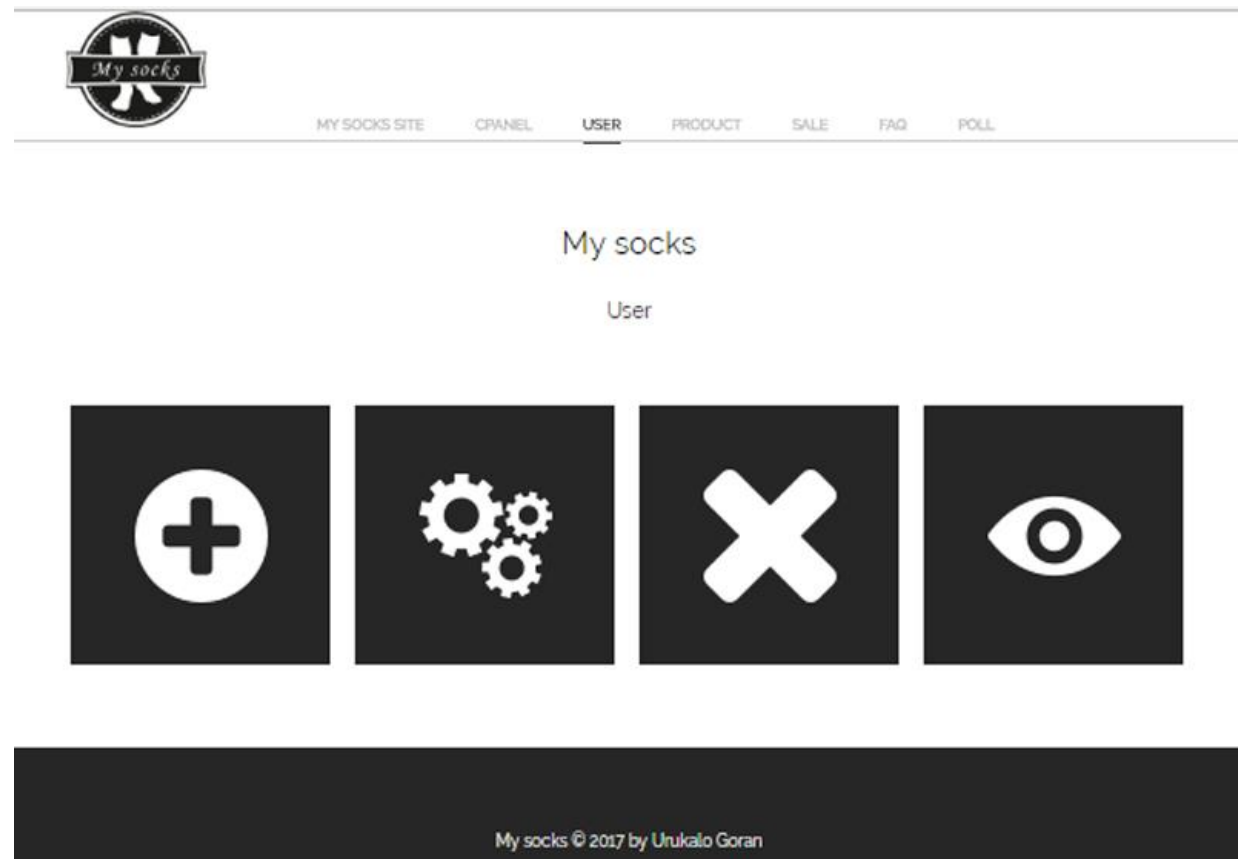 My socks
MY SOCKS SITE CPANEL USER PRODUCT SALE FAQ POLL
My socks
User
My socks © 2017 by Urukalo Goran